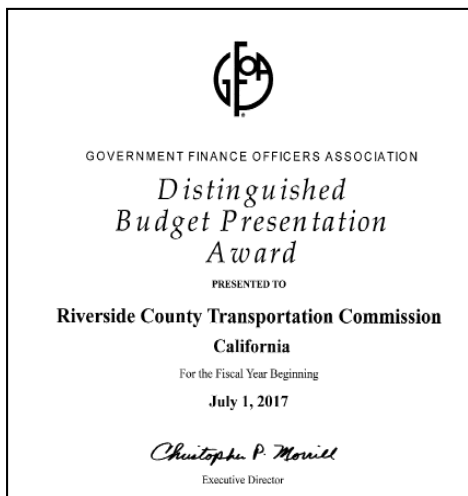 GFOA
GOVERNMENT FINANCE OFFICERS ASSOCIATION
Distinguished
Budget Presentation
Award
PRESENTED TO
Riverside County Transportation Commission
California
For the Fiscal Year Beginning
July 1, 2017
Christopher P. Morrill
Executive Director